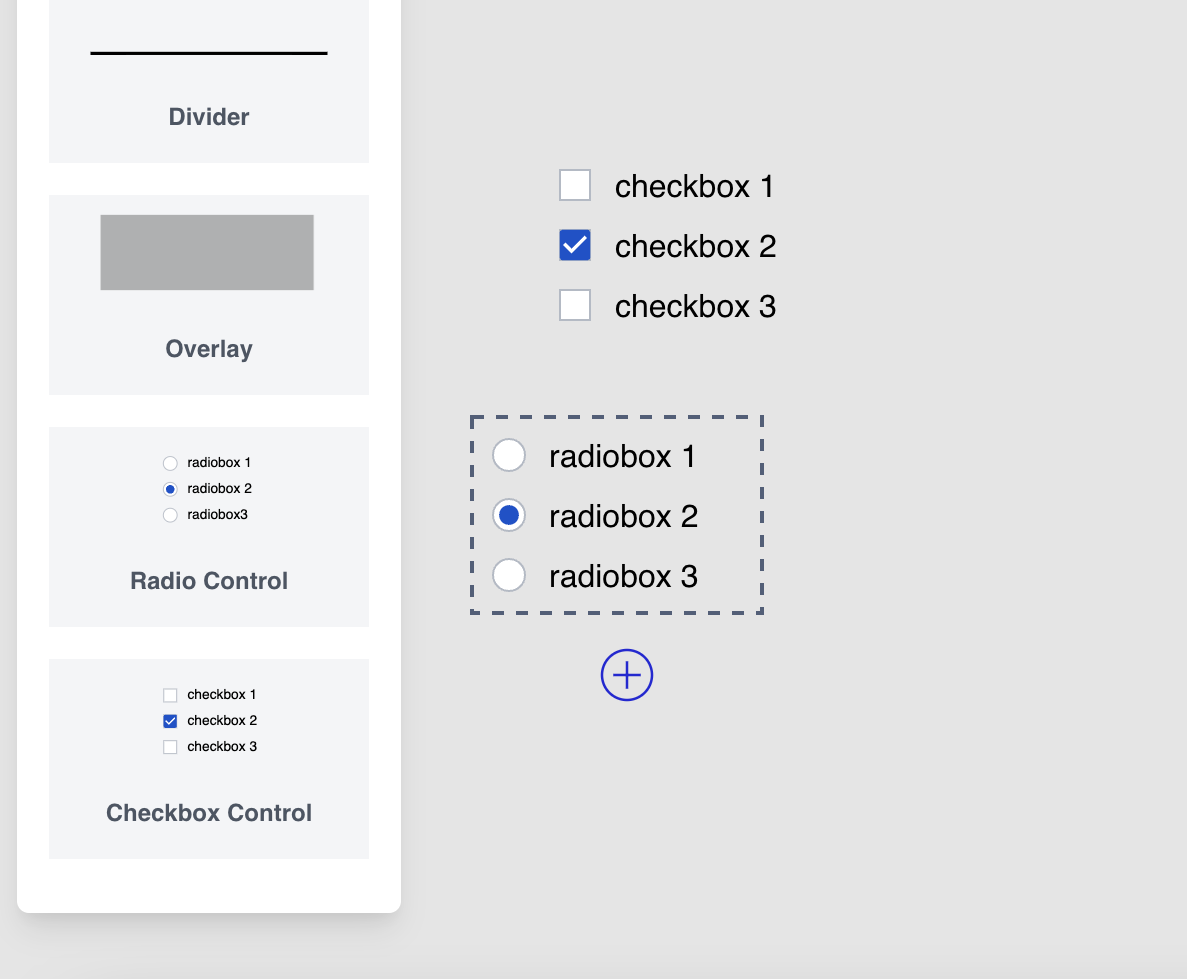 Divider
Overlay
radiobox 1
radiobox 2
radiobox3
Radio Control
checkbox 1
checkbox 2
checkbox 3
Checkbox Control
checkbox 1
checkbox 2
checkbox 3
radiobox 1
radiobox 2
radiobox 3